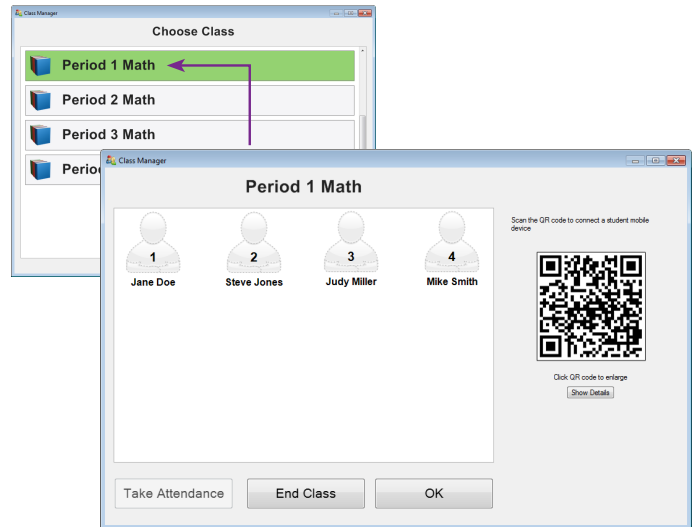 Class Manager
Choose Class
Period 1 Math
Period 2 Math
Period 3 Math
Class Manager
Period 1 Math
1
2
3
4
Jane Doe
Steve Jones
Judy Miller
Mike Smith
Scan the QR code to connect a student mobile
device
Click QR code to enlarge
Show Details
Take Attendance
End Class
OK